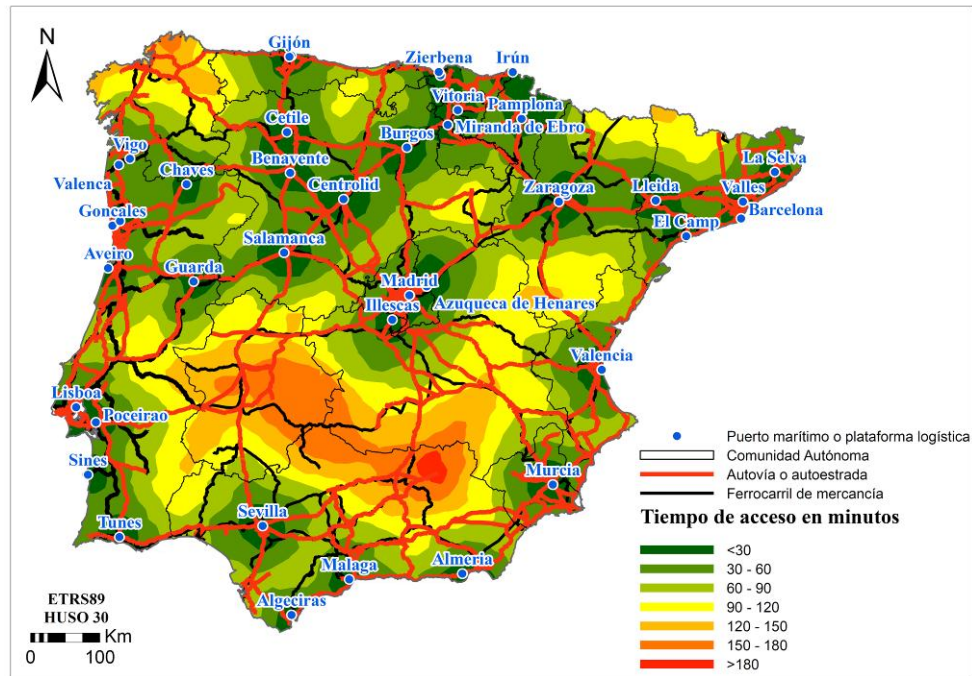 N
Gijón
Zierbena
Irún
Vitoria
Pamplona
Cetile
Miranda de Ebro
Burgos
Vigo
Benavente
La Selva
Chaves
Valenca
Centrolid
Zaragoza
Lleida
Valles
Goncales
Barcelona
El Camp
Salamanca
Aveiro
Guarda
Madrid
Illescas
Azuqueca de Henares
Valencia
Lisboa
Poceirao
Sines
Murcia
Sevilla
Tunes
Malaga
Almeria
Algeciras
Puerto marítimo o plataforma logística
Comunidad Autónoma
Autovía o autoestrada
Ferrocarril de mercancía
Tiempo de acceso en minutos
<30
30 - 60
60 - 90
90 - 120
120 - 150
150 - 180
>180
ETRS89
HUSO 30
Km
0 100